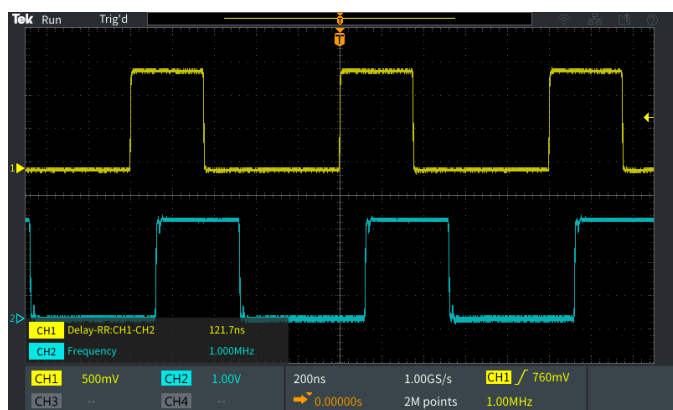 Tek Run Trig'd
T
1
2
CH1 Delay-RR:CH1-CH2 121.7ns
CH2 Frequency 1.000MHz
CH1 500mV CH2 1.00V 200ns 1.00GS/s CH1 760mV
CH3 -- CH4 -- 0.00000s 2M points 1.00MHz